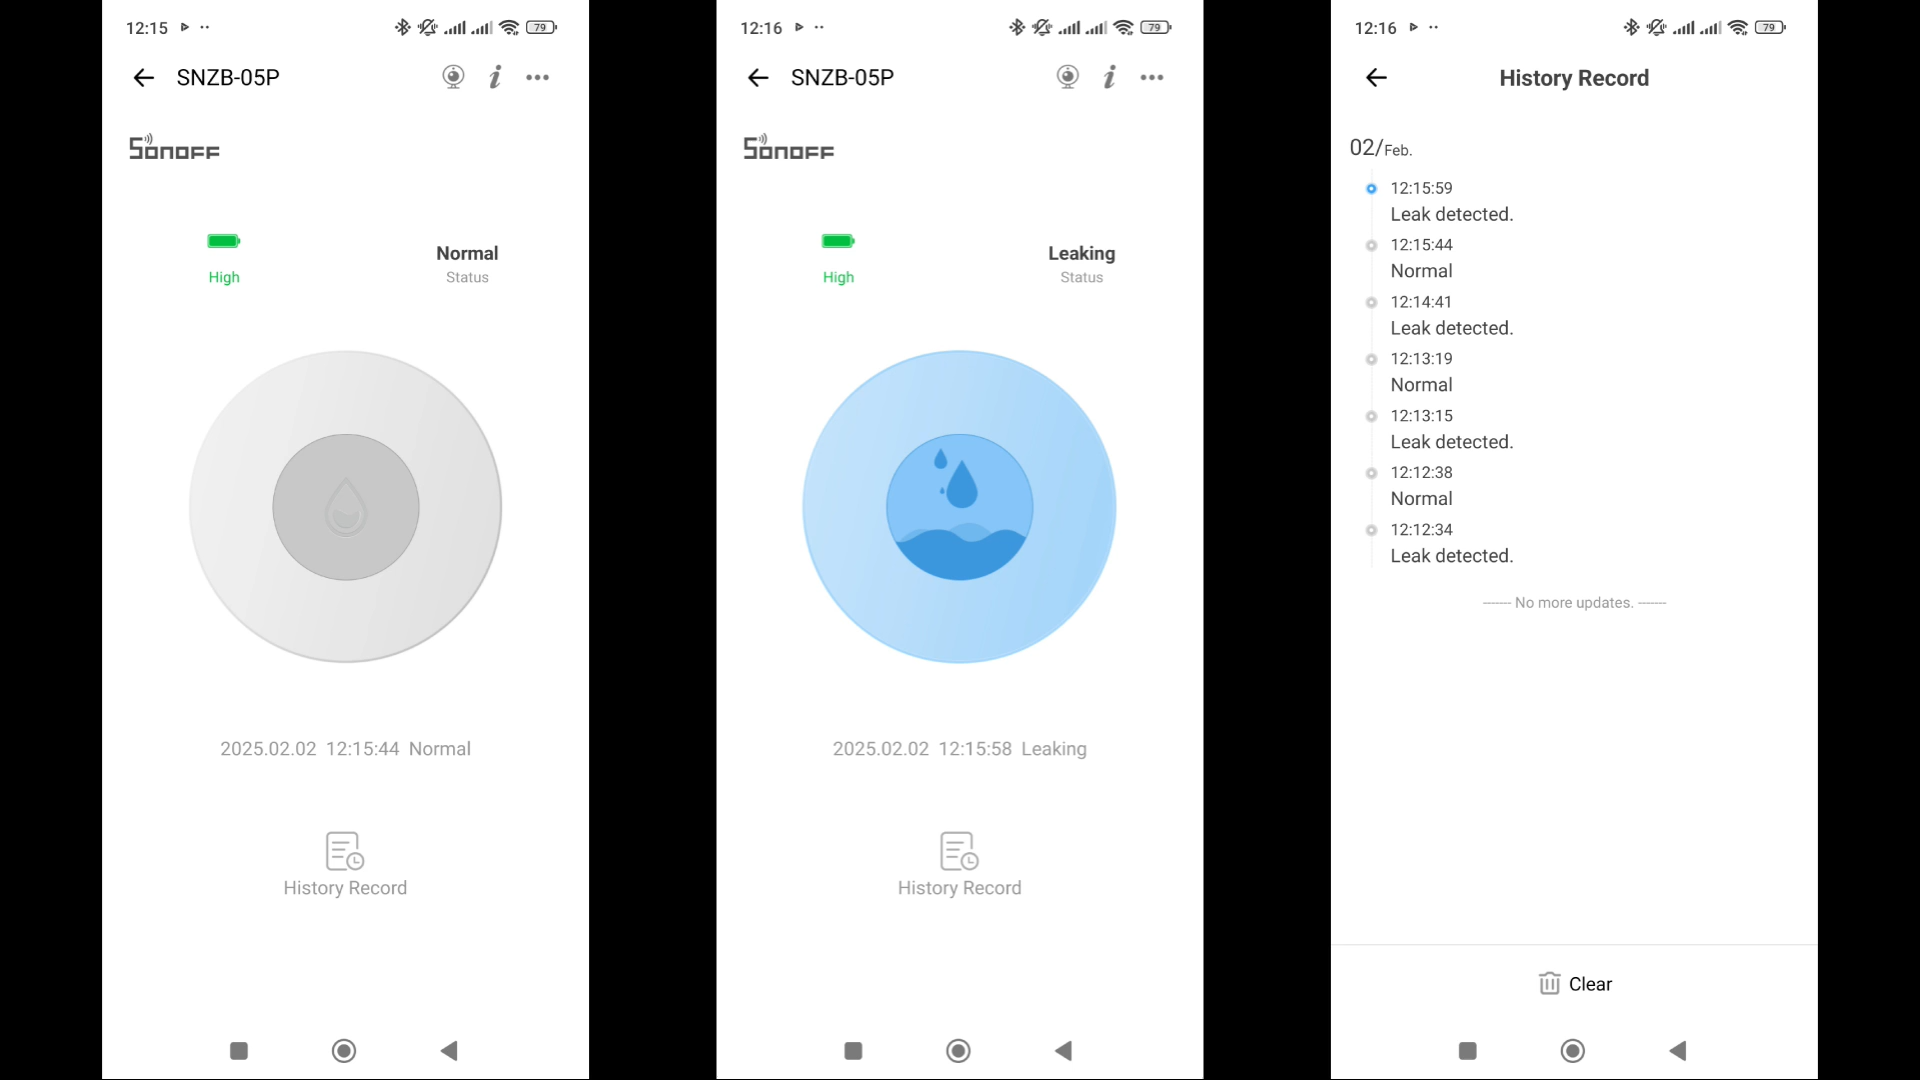 12:15
79
SNZB-05P
SONOFF
High
Normal
Status
2025.02.02 12:15:44 Normal
History Record
12:16
79
SNZB-05P
SONOFF
High
Leaking
Status
2025.02.02 12:15:58 Leaking
History Record
12:16
79
History Record
02/Feb.
12:15:59
Leak detected.
12:15:44
Normal
12:14:41
Leak detected.
12:13:19
Normal
12:13:15
Leak detected.
12:12:38
Normal
12:12:34
Leak detected.
------- No more updates. -------
Clear